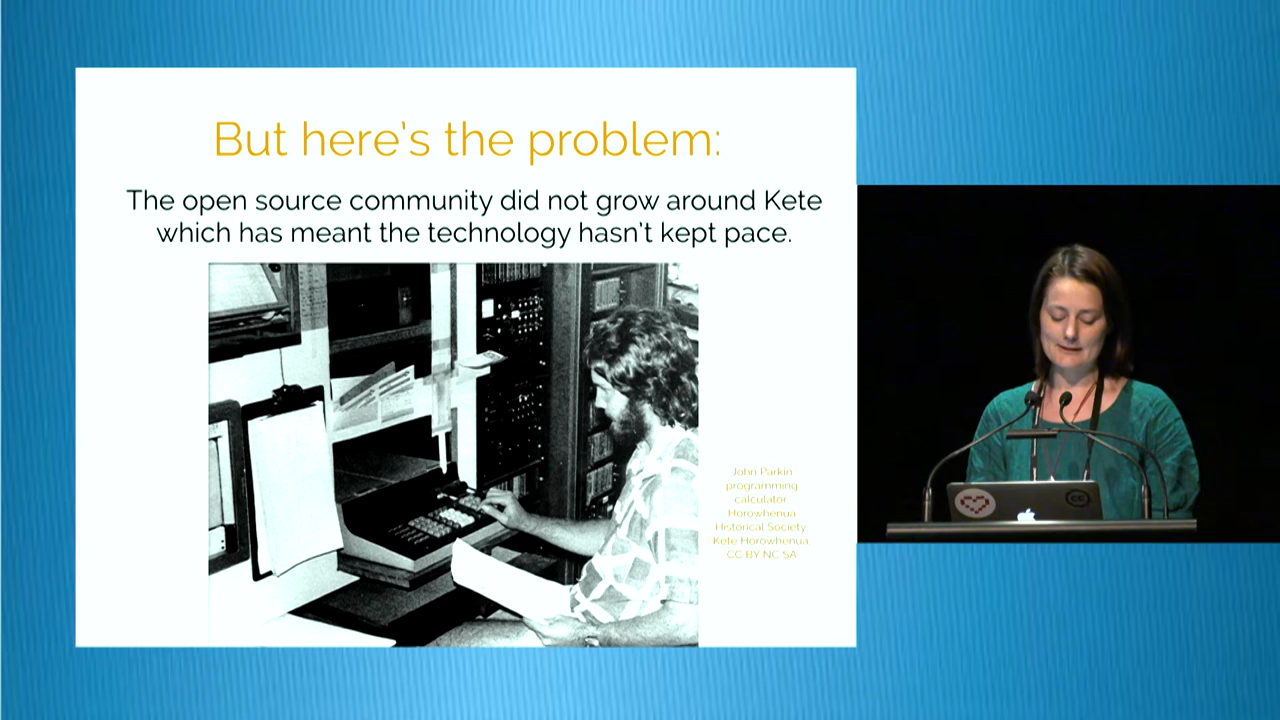 But here's the problem:
The open source community did not grow around Kete
which has meant the technology hasn't kept pace.
John Parkin
programming
calculator.
Horowhenua
Historical Society.
Kete Horowhenua
CC BY NC SA
cc